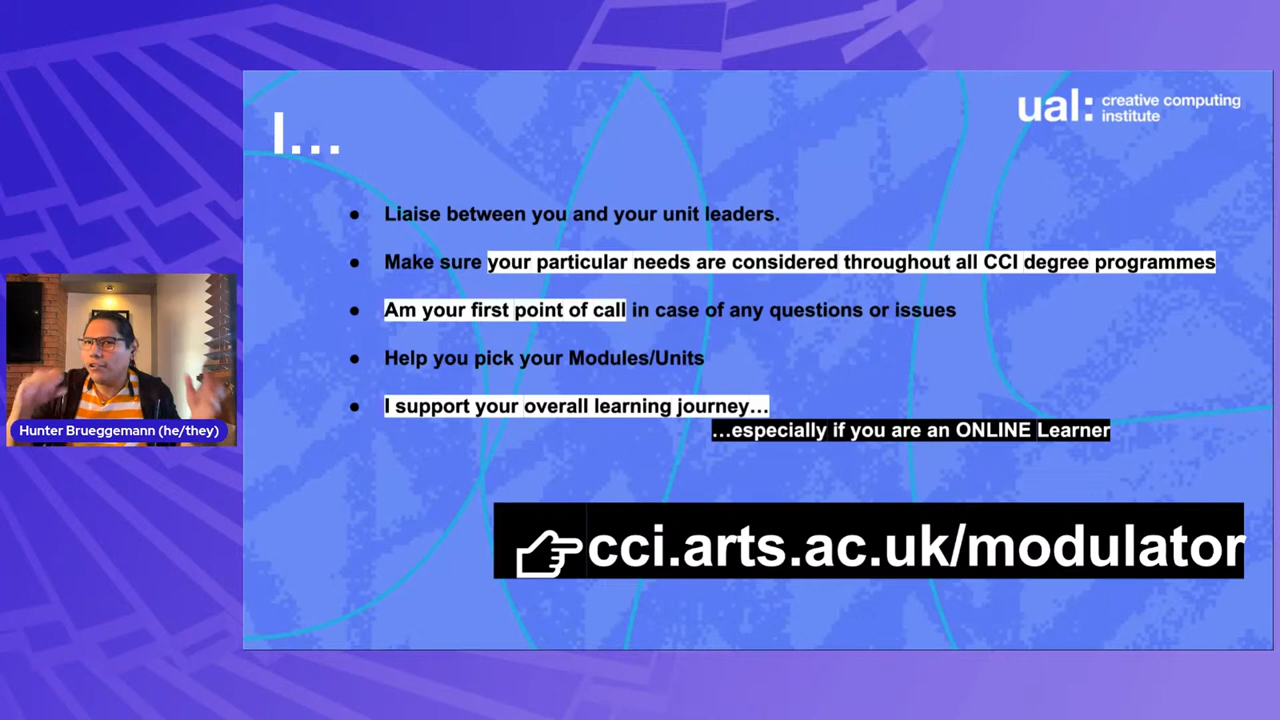 ual: creative computing
institute
I...
● Liaise between you and your unit leaders.
● Make sure your particular needs are considered throughout all CCI degree programmes
● Am your first point of call in case of any questions or issues
● Help you pick your Modules/Units
● I support your overall learning journey…
…especially if you are an ONLINE Learner
Hunter Brueggemann (he/they)
cci.arts.ac.uk/modulator